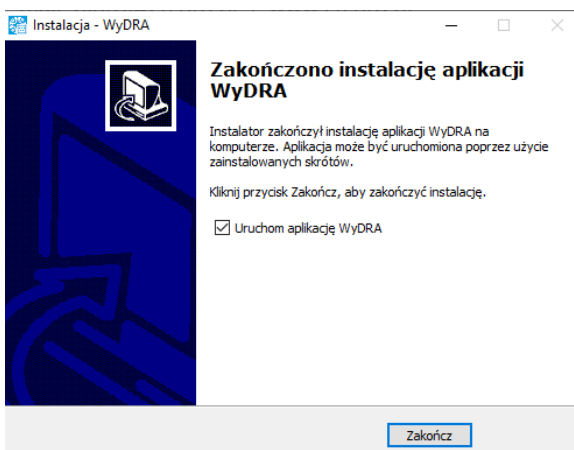 Instalacja - WyDRA
Zakończono instalację aplikacji
WyDRA
Instalator zakończył instalację aplikacji WyDRA na
komputerze. Aplikacja może być uruchomiona poprzez użycie
zainstalowanych skrótów.
Kliknij przycisk Zakończ, aby zakończyć instalację.
Uruchom aplikację WyDRA
Zakończ